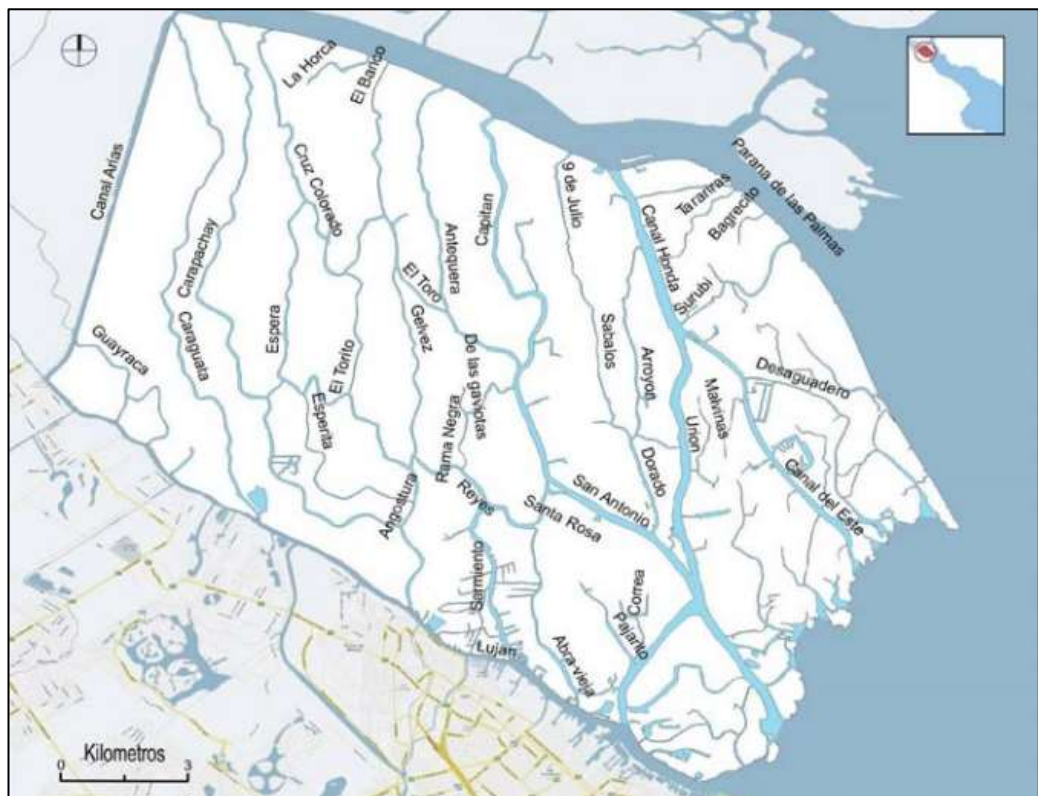 La Horca
El Banco
Canal Arias
Cruz Colorado
9 de Julio
Parana de las Palmas
Tarariras
Bagrecito
Capitan
Canal Honda
Carapachay
Antequera
El Toro
Surubi
Espera
Caraguata
Gelvez
Sabalos
Guayraca
De las gaviotas
Arroyon
Desaguadero
El Torito
Malvinas
Esperita
Rama Negra
Union
Dorado
Canal del Este
Angostura
Reyes
San Antonio
Santa Rosa
Sarmiento
Correa
Pajarito
Lujan
Abra vieja
Kilometros
0 3